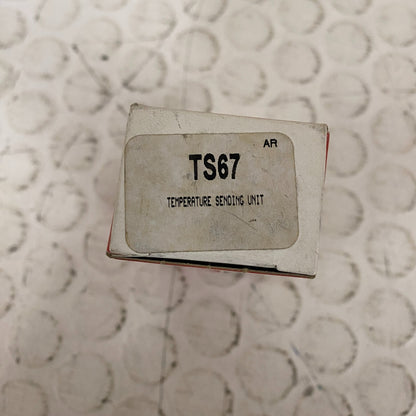 AR
TS67
TEMPERATURE SENDING UNIT